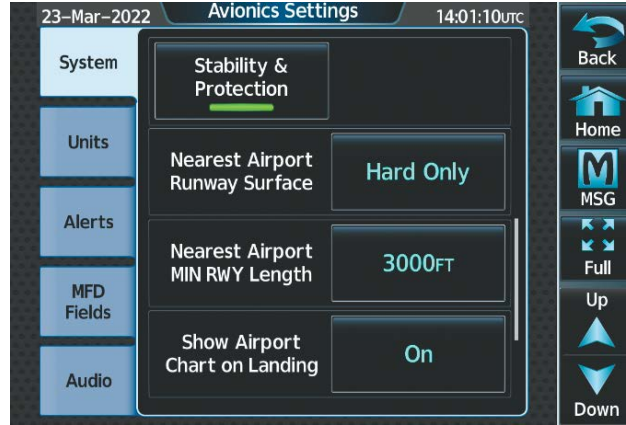 23–Mar–2022
Avionics Settings
14:01:10UTC
System
Units
Alerts
MFD
Fields
Audio
Stability &
Protection
Nearest Airport
Runway Surface
Hard Only
Nearest Airport
MIN RWY Length
3000FT
Show Airport
Chart on Landing
On
Back
Home
M
MSG
Full
Up
Down